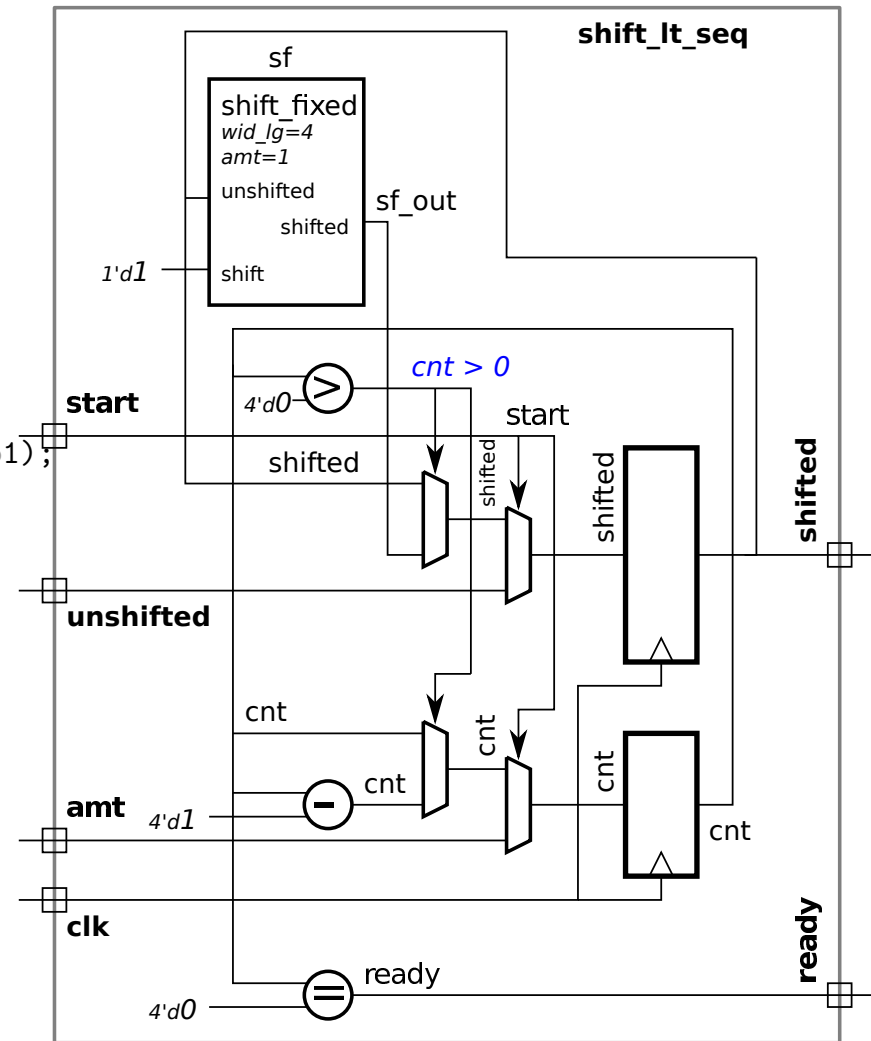 shift_lt_seq
sf
shift_fixed
wid_lg=4
amt=1
unshifted
sf_out
shifted
1'd1
shift
cnt > 0
>
4'd0
start
start
1);
shifted
shifted
shifted
shifted
unshifted
cnt
cnt
cnt
cnt
-
amt
4'd1
cnt
clk
ready
ready
=
4'd0